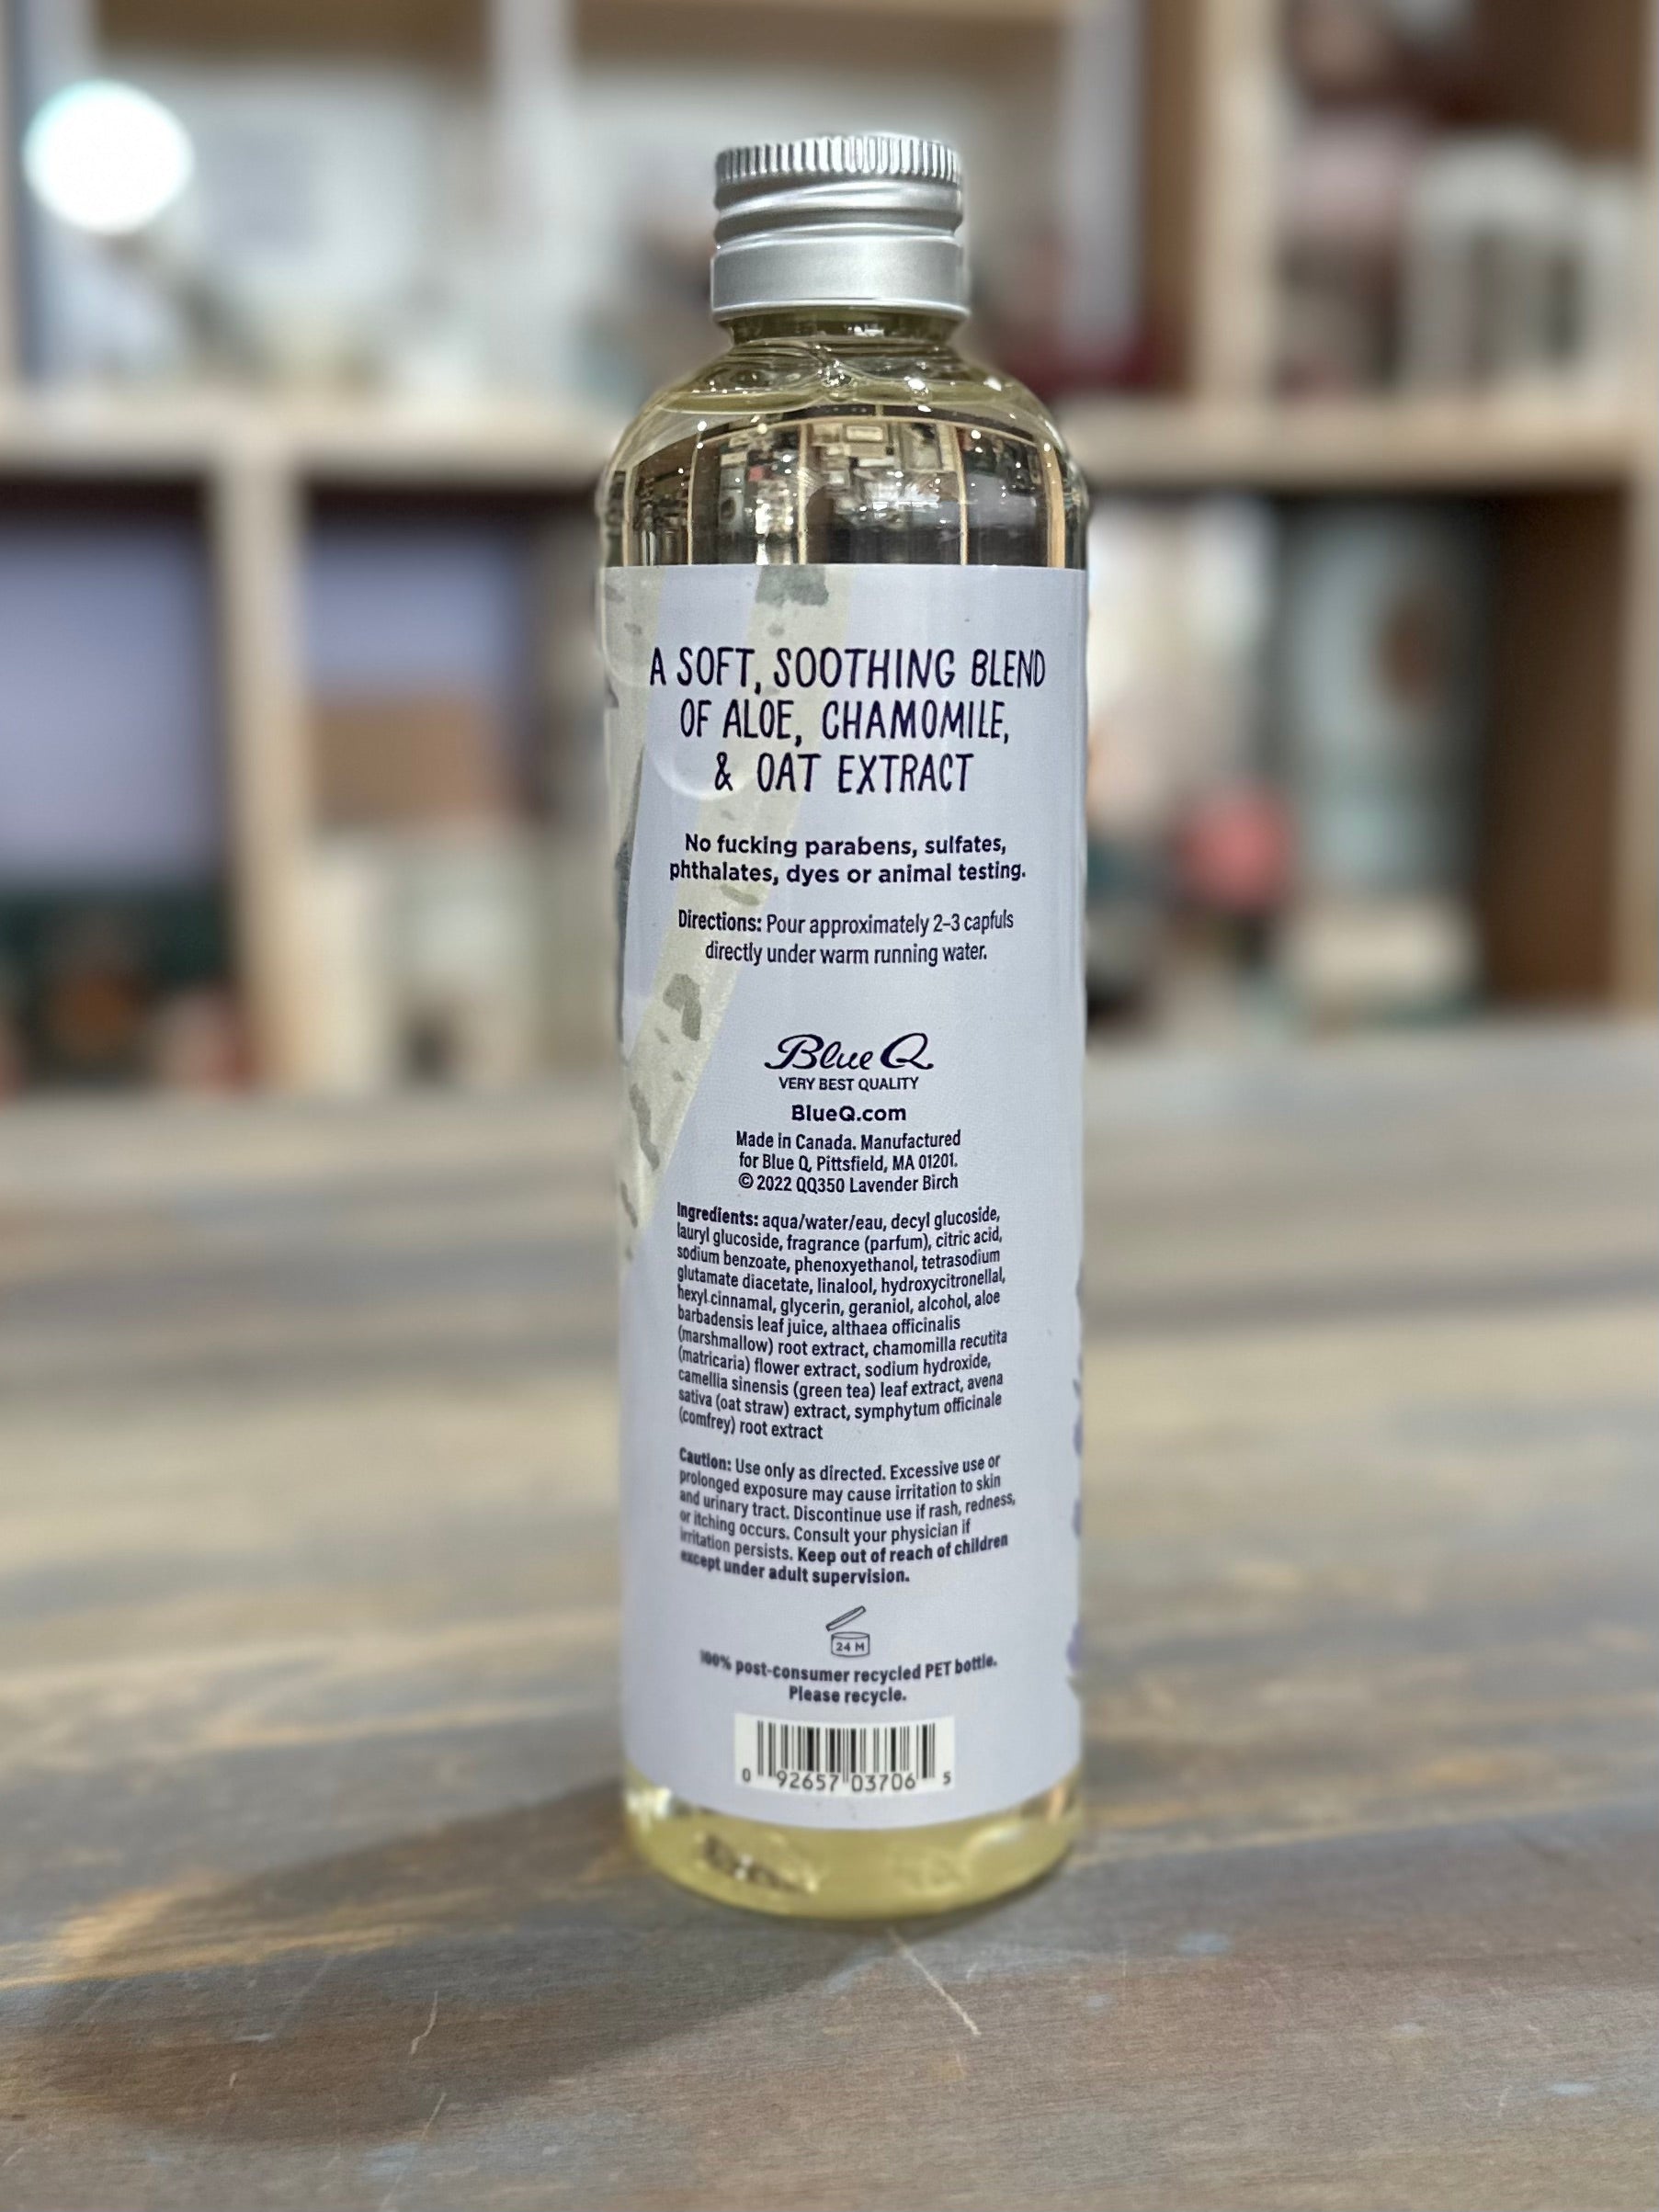 A SOFT, SOOTHING BLEND
OF ALOE, CHAMOMILE,
& OAT EXTRACT
No fucking parabens, sulfates,
phthalates, dyes or animal testing.
Directions: Pour approximately 2–3 capfuls
directly under warm running water.
Blue Q
VERY BEST QUALITY
BlueQ.com
Made in Canada. Manufactured
for Blue Q, Pittsfield, MA 01201.
© 2022 QQ350 Lavender Birch
Ingredients: aqua/water/eau, decyl glucoside,
lauryl glucoside, fragrance (parfum), citric acid,
sodium benzoate, phenoxyethanol, tetrasodium
glutamate diacetate, linalool, hydroxycitronellal,
hexyl cinnamal, glycerin, geraniol, alcohol, aloe
barbadensis leaf juice, althaea officinalis
(marshmallow) root extract, chamomilla recutita
(matricaria) flower extract, sodium hydroxide,
camellia sinensis (green tea) leaf extract, avena
sativa (oat straw) extract, symphytum officinale
(comfrey) root extract
Caution: Use only as directed. Excessive use or
prolonged exposure may cause irritation to skin
and urinary tract. Discontinue use if rash, redness,
or itching occurs. Consult your physician if
irritation persists. Keep out of reach of children
except under adult supervision.
24 M
100% post-consumer recycled PET bottle.
Please recycle.
0 92657 03706 5